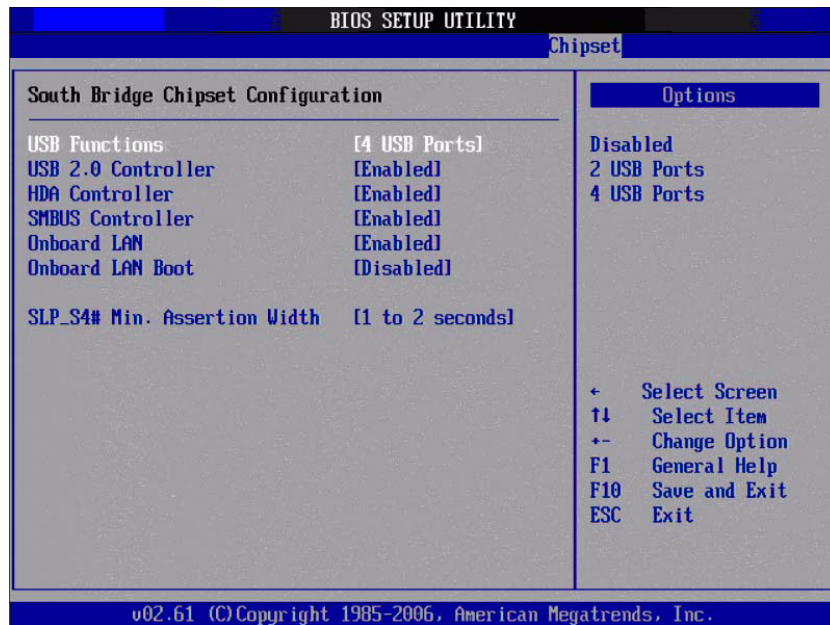 BIOS SETUP UTILITY
Chipset
South Bridge Chipset Configuration
USB Functions [4 USB Ports]
USB 2.0 Controller [Enabled]
HDA Controller [Enabled]
SMBUS Controller [Enabled]
Onboard LAN [Enabled]
Onboard LAN Boot [Disabled]
SLP_S4# Min. Assertion Width [1 to 2 seconds]
Options
Disabled
2 USB Ports
4 USB Ports
← Select Screen
↑↓ Select Item
+- Change Option
F1 General Help
F10 Save and Exit
ESC Exit
v02.61 (C)Copyright 1985-2006, American Megatrends, Inc.